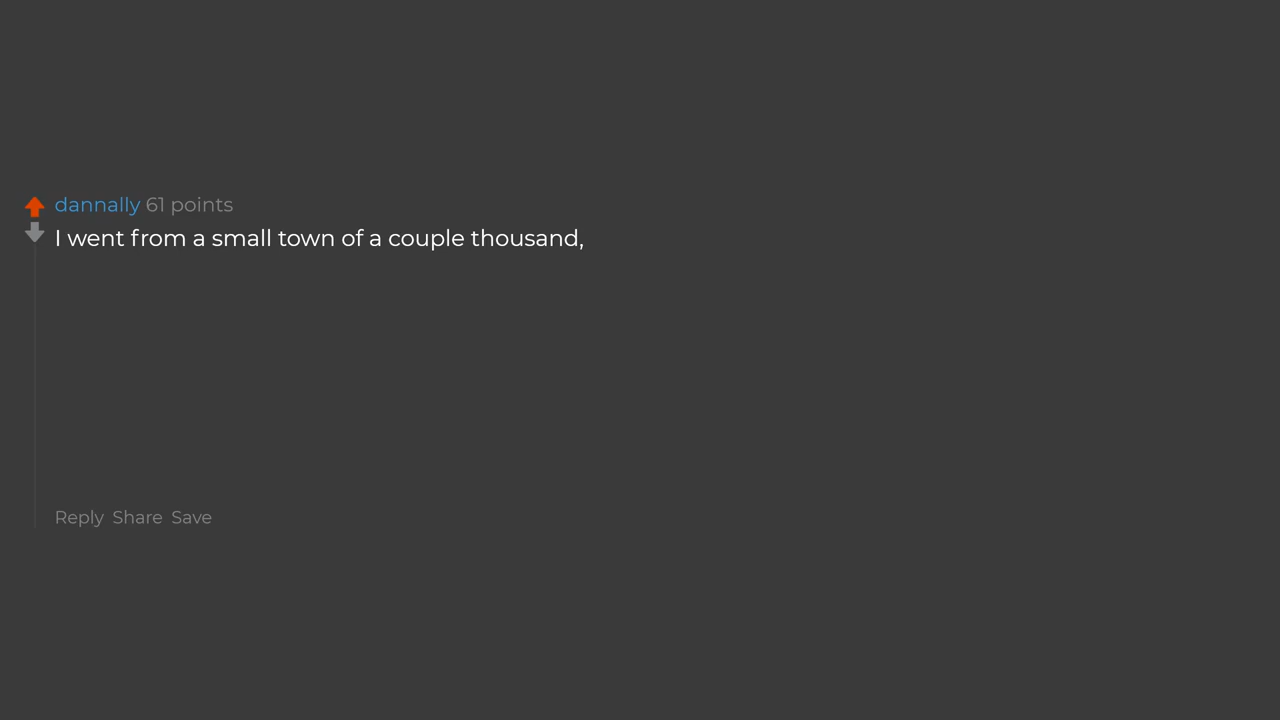 dannally 61 points
I went from a small town of a couple thousand,
Reply Share Save